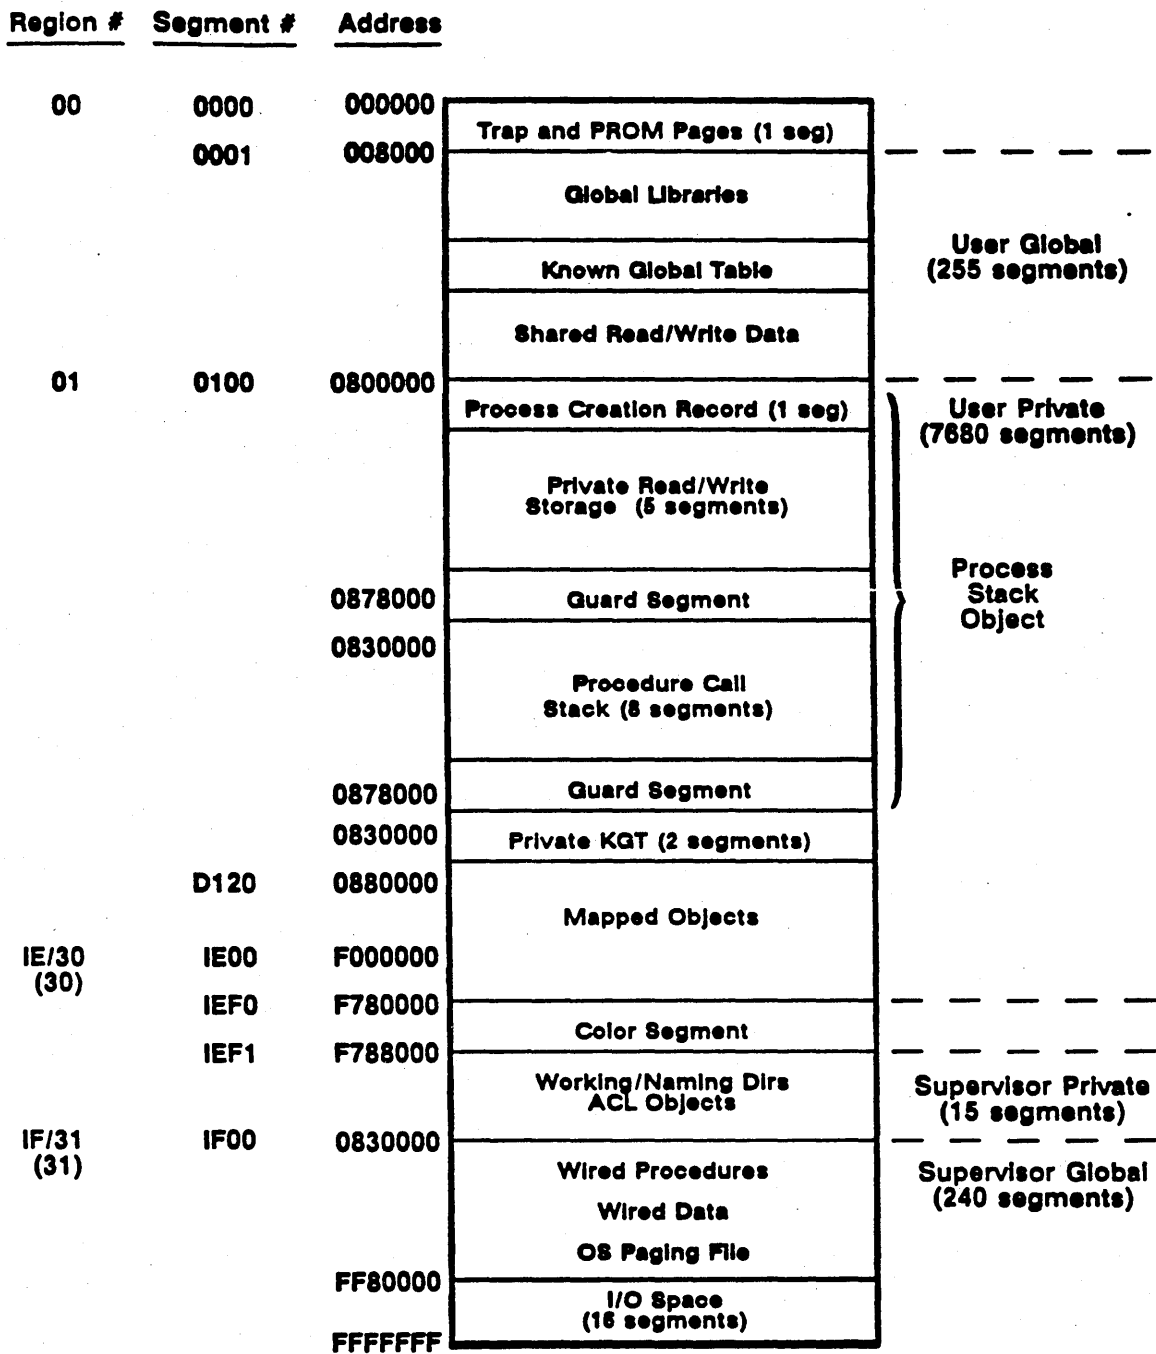 Region # Segment # Address
00 0000 000000
Trap and PROM Pages (1 seg)
0001 008000
Global Libraries
User Global
(255 segments)
Known Global Table
Shared Read/Write Data
01 0100 0800000
Process Creation Record (1 seg)
User Private
(7680 segments)
Private Read/Write
Storage (5 segments)
Process
Stack
Object
0878000 Guard Segment
0830000
Procedure Call
Stack (8 segments)
0878000 Guard Segment
0830000 Private KGT (2 segments)
D120 0880000
Mapped Objects
IE/30 IE00 F000000
(30)
IEF0 F780000
Color Segment
IEF1 F788000
Working/Naming Dirs
ACL Objects
Supervisor Private
(15 segments)
IF/31 IF00 0830000
(31)
Wired Procedures
Supervisor Global
(240 segments)
Wired Data
OS Paging File
FF80000
I/O Space
(16 segments)
FFFFFFF